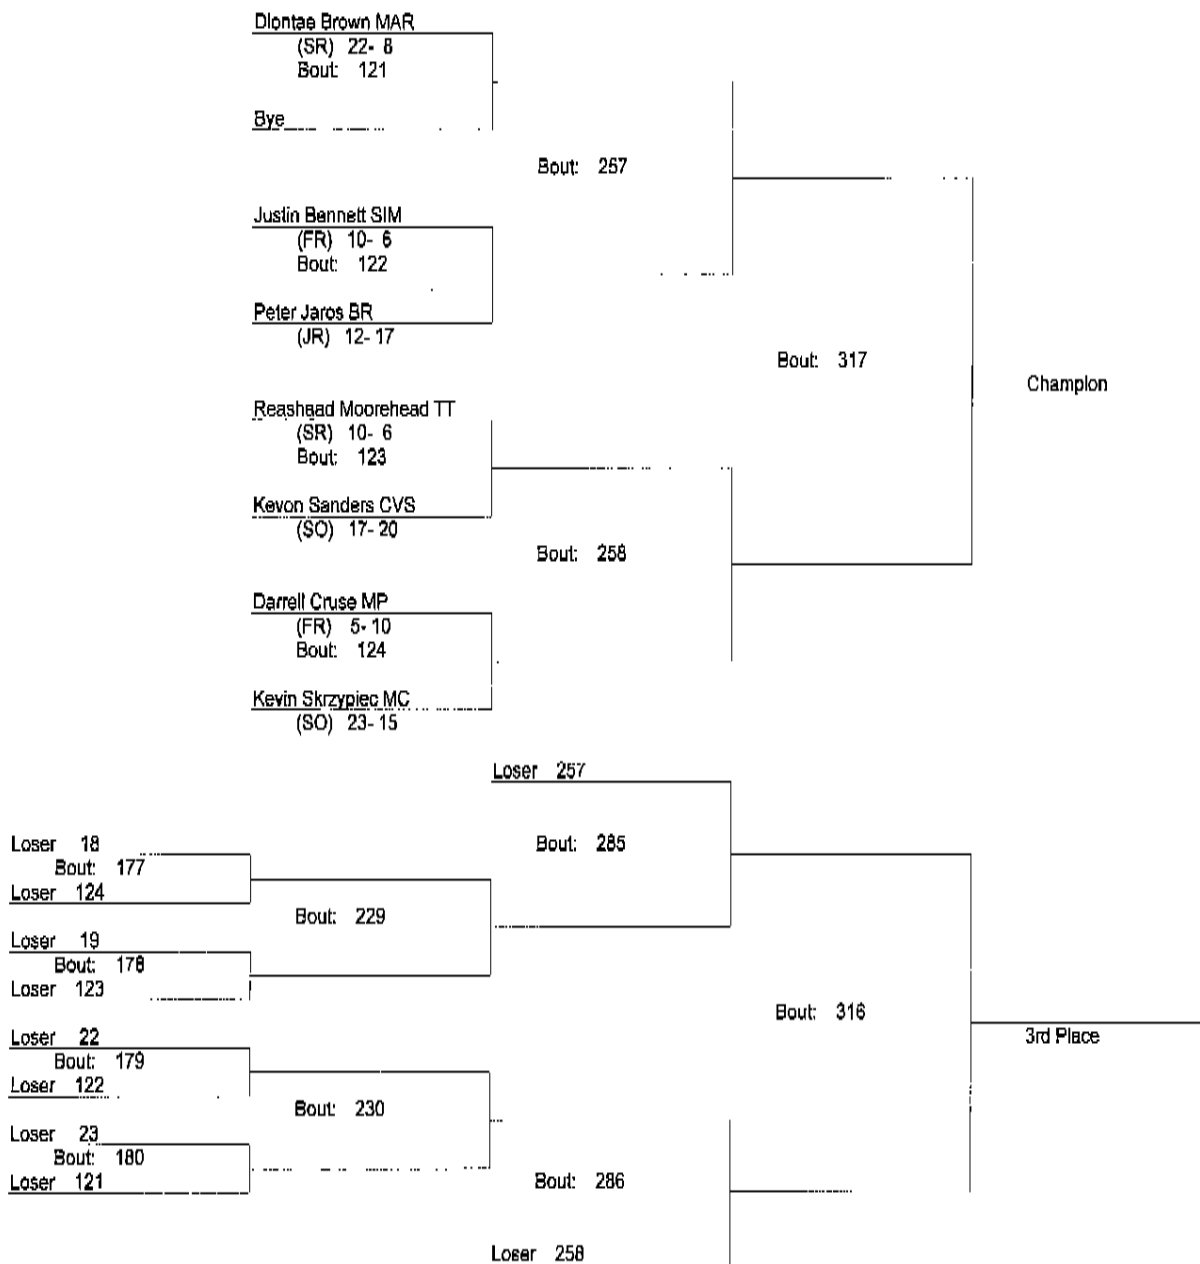 Diontae Brown MAR
(SR) 22- 8
Bout: 121
Bye
Bout: 257
Justin Bennett SIM
(FR) 10- 6
Bout: 122
Peter Jaros BR
(JR) 12- 17
Bout: 317
Champion
Reashaad Moorehead TT
(SR) 10- 6
Bout: 123
Kevon Sanders CVS
(SO) 17- 20
Bout: 258
Darrell Cruse MP
(FR) 5- 10
Bout: 124
Kevin Skrzypiec MC
(SO) 23- 15
Loser 257
Loser 18
Bout: 177
Loser 124
Bout: 285
Bout: 229
Loser 19
Bout: 178
Loser 123
Bout: 316
3rd Place
Loser 22
Bout: 179
Loser 122
Bout: 230
Loser 23
Bout: 180
Loser 121
Bout: 286
Loser 258